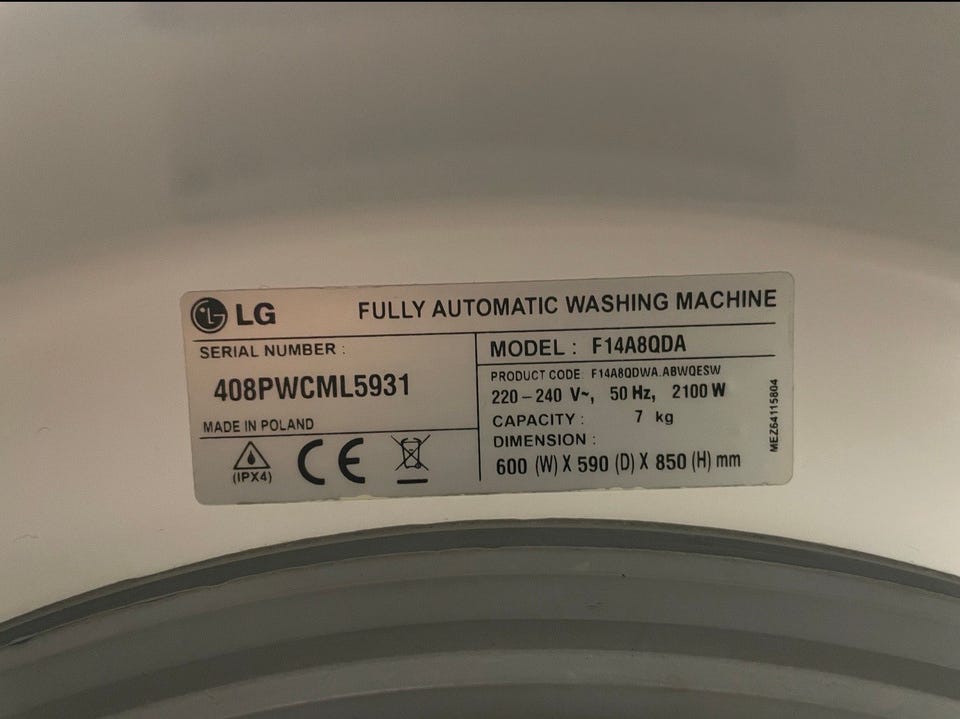 LG FULLY AUTOMATIC WASHING MACHINE
SERIAL NUMBER :
408PWCML5931
MADE IN POLAND
(IPX4)
CE
MODEL : F14A8QDA
PRODUCT CODE: F14A8QDWA.ABWQESW
220-240 V~, 50 Hz, 2100 W
CAPACITY : 7 kg
DIMENSION :
600 (W) X 590 (D) X 850 (H) mm
MEZ64115804